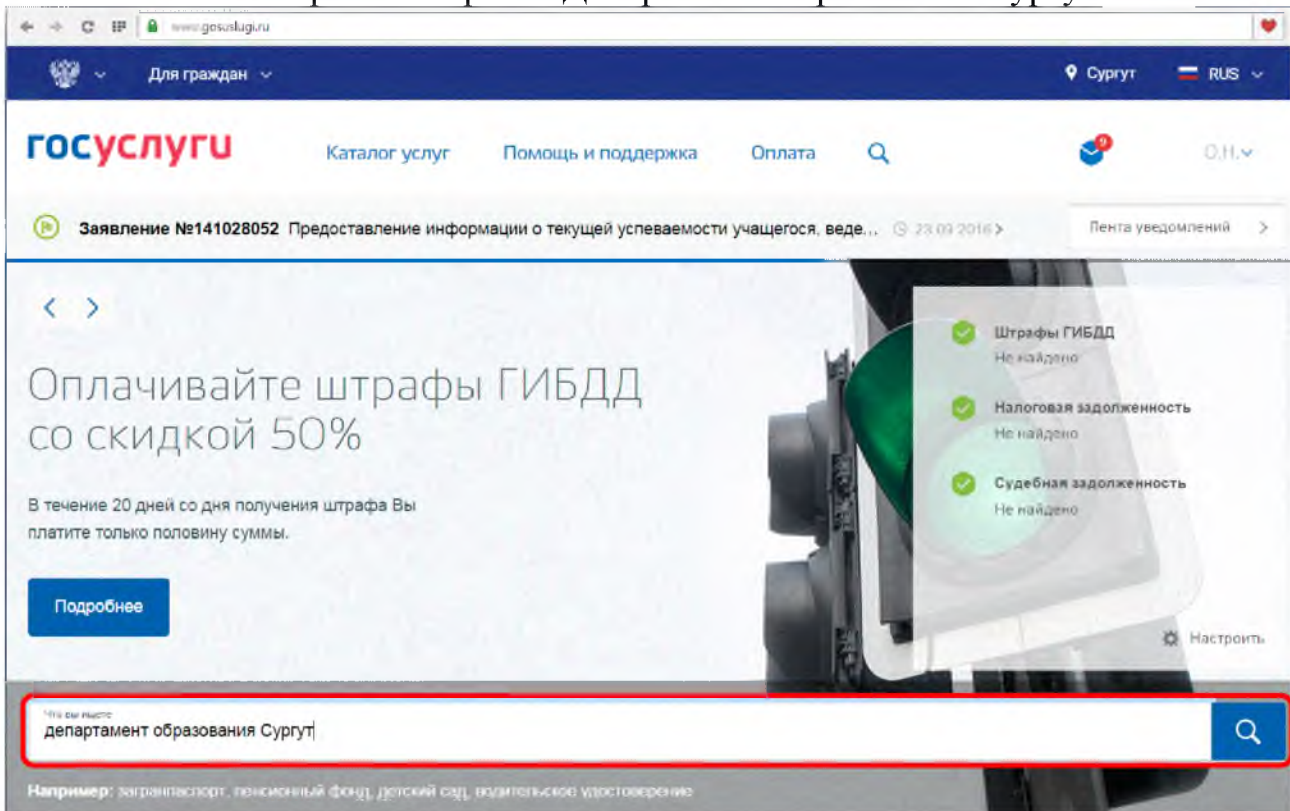 www.gosuslugi.ru
Для граждан
Сургут
RUS
госуслуги
Каталог услуг
Помощь и поддержка
Оплата
9
О.Н.
Заявление №141028052 Предоставление информации о текущей успеваемости учащегося, веде... 23.09.2016
Лента уведомлений
Оплачивайте штрафы ГИБДД
со скидкой 50%
В течение 20 дней со дня получения штрафа Вы
платите только половину суммы.
Подробнее
Штрафы ГИБДД
Не найдено
Налоговая задолженность
Не найдено
Судебная задолженность
Не найдено
Настроить
Что вы ищете
департамент образования Сургут
Например: загранпаспорт, пенсионный фонд, детский сад, водительское удостоверение